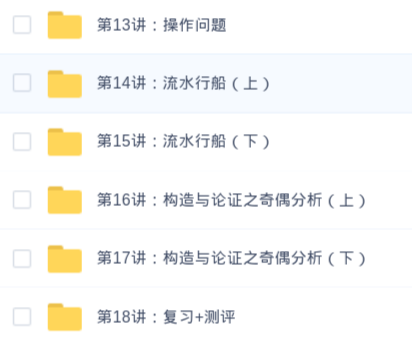 第13讲：操作问题
第14讲：流水行船（上）
第15讲：流水行船（下）
第16讲：构造与论证之奇偶分析（上）
第17讲：构造与论证之奇偶分析（下）
第18讲：复习+测评